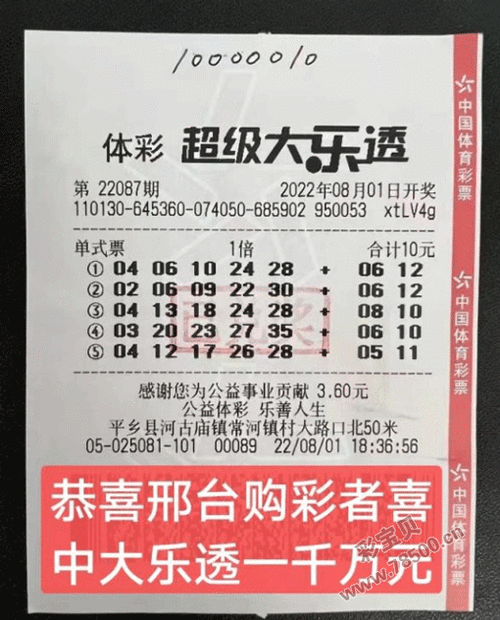 10000010
体彩 超级大乐透
第 22087期 2022年08月01日开奖
110130-645360-074050-685902 950053 xtLV4g
单式票 1倍 合计10元
① 04 06 10 24 28 + 06 12
② 02 06 09 22 30 + 06 12
③ 04 13 18 24 28 + 08 10
④ 03 20 23 27 35 + 06 10
⑤ 04 12 17 26 28 + 05 11
已兑奖
感谢您为公益事业贡献 3.60元
公益体彩 乐善人生
平乡县河古庙镇常河镇村大路口北50米
05-025081-101 00089 22/08/01 18:36:56
恭喜邢台购彩者喜
中大乐透一千万元
中国体育彩票
中国体育彩票
中国体育彩票
彩宝贝
www.78500.cn